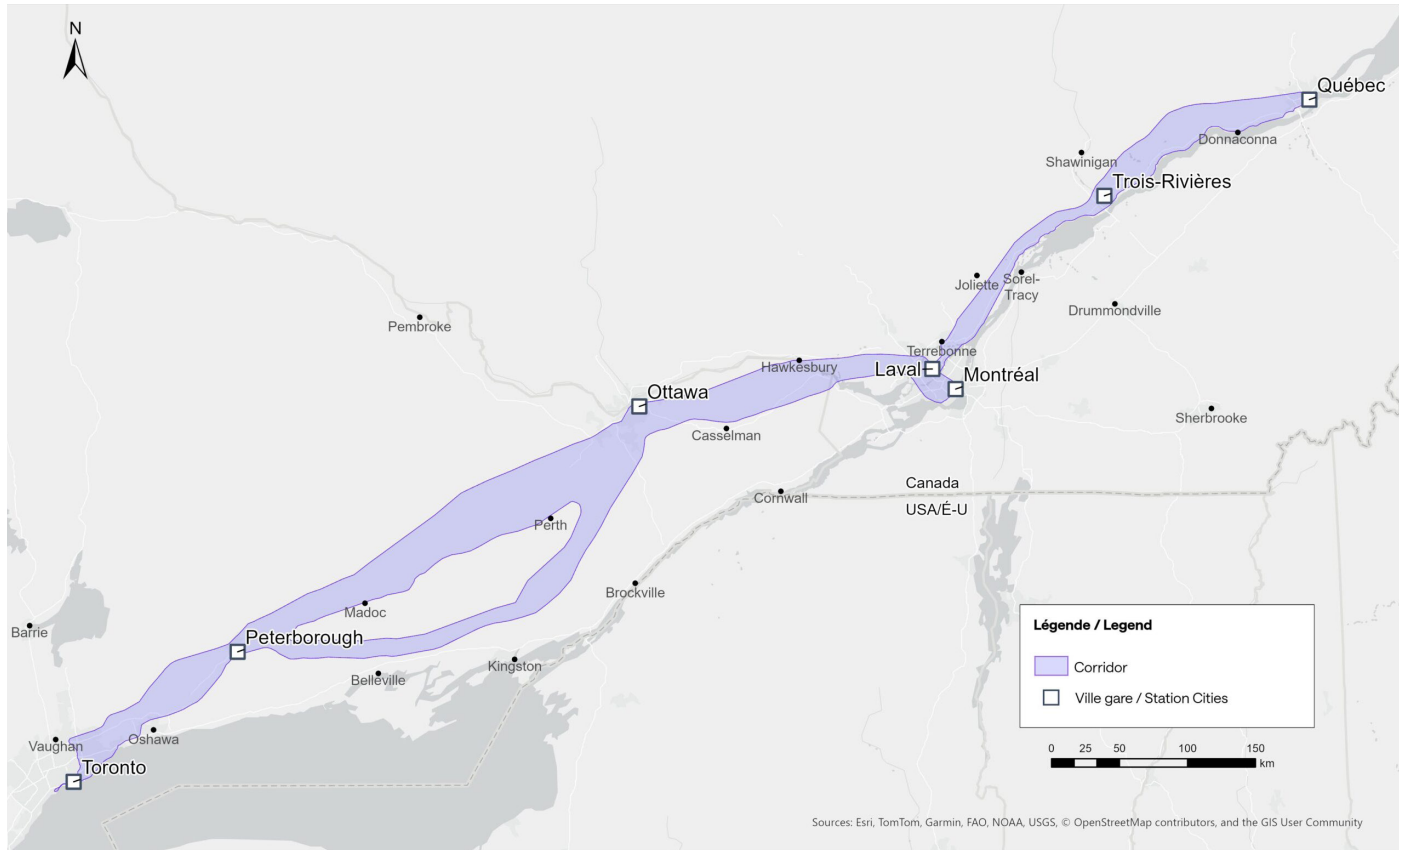 N
Québec
Donnaconna
Shawinigan
Trois-Rivières
Joliette
Sorel-
Tracy
Drummondville
Pembroke
Terrebonne
Hawkesbury
Laval
Montréal
Ottawa
Casselman
Sherbrooke
Canada
Cornwall
USA/É-U
Perth
Brockville
Madoc
Barrie
Peterborough
Kingston
Belleville
Vaughan
Oshawa
Toronto
Légende / Legend
Corridor
Ville gare / Station Cities
0 25 50 100 150
km
Sources: Esri, TomTom, Garmin, FAO, NOAA, USGS, © OpenStreetMap contributors, and the GIS User Community